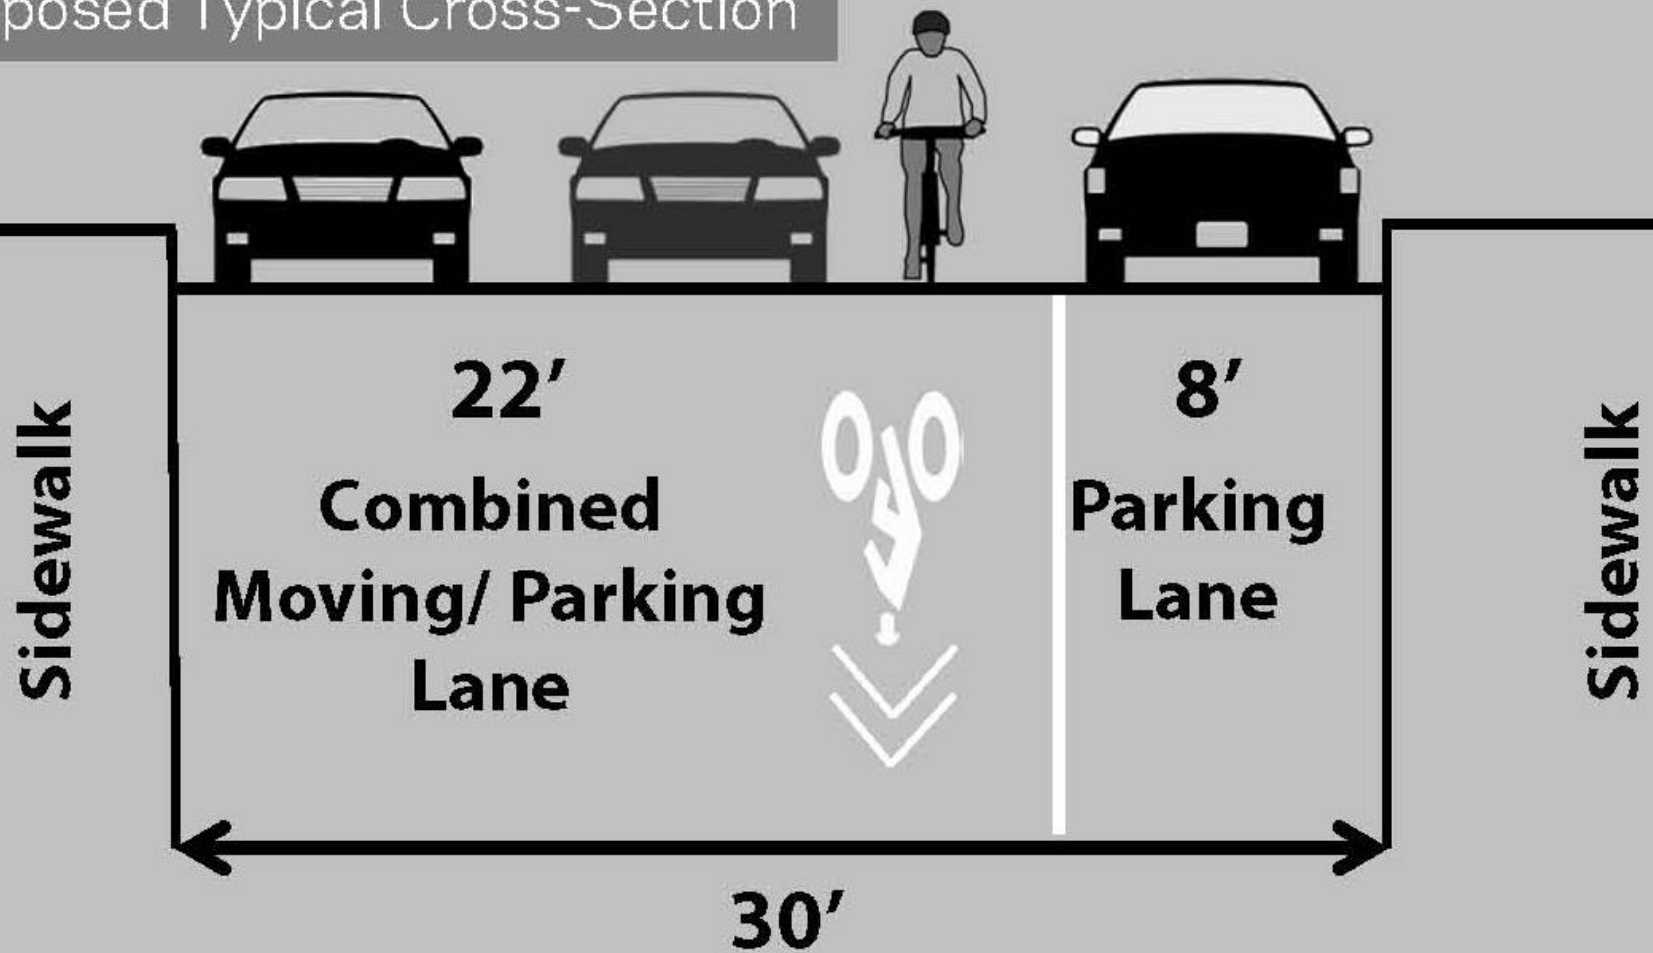 posed Typical Cross-Section
22′
8′
Combined
Moving/ Parking
Lane
Parking
Lane
Sidewalk
Sidewalk
30′